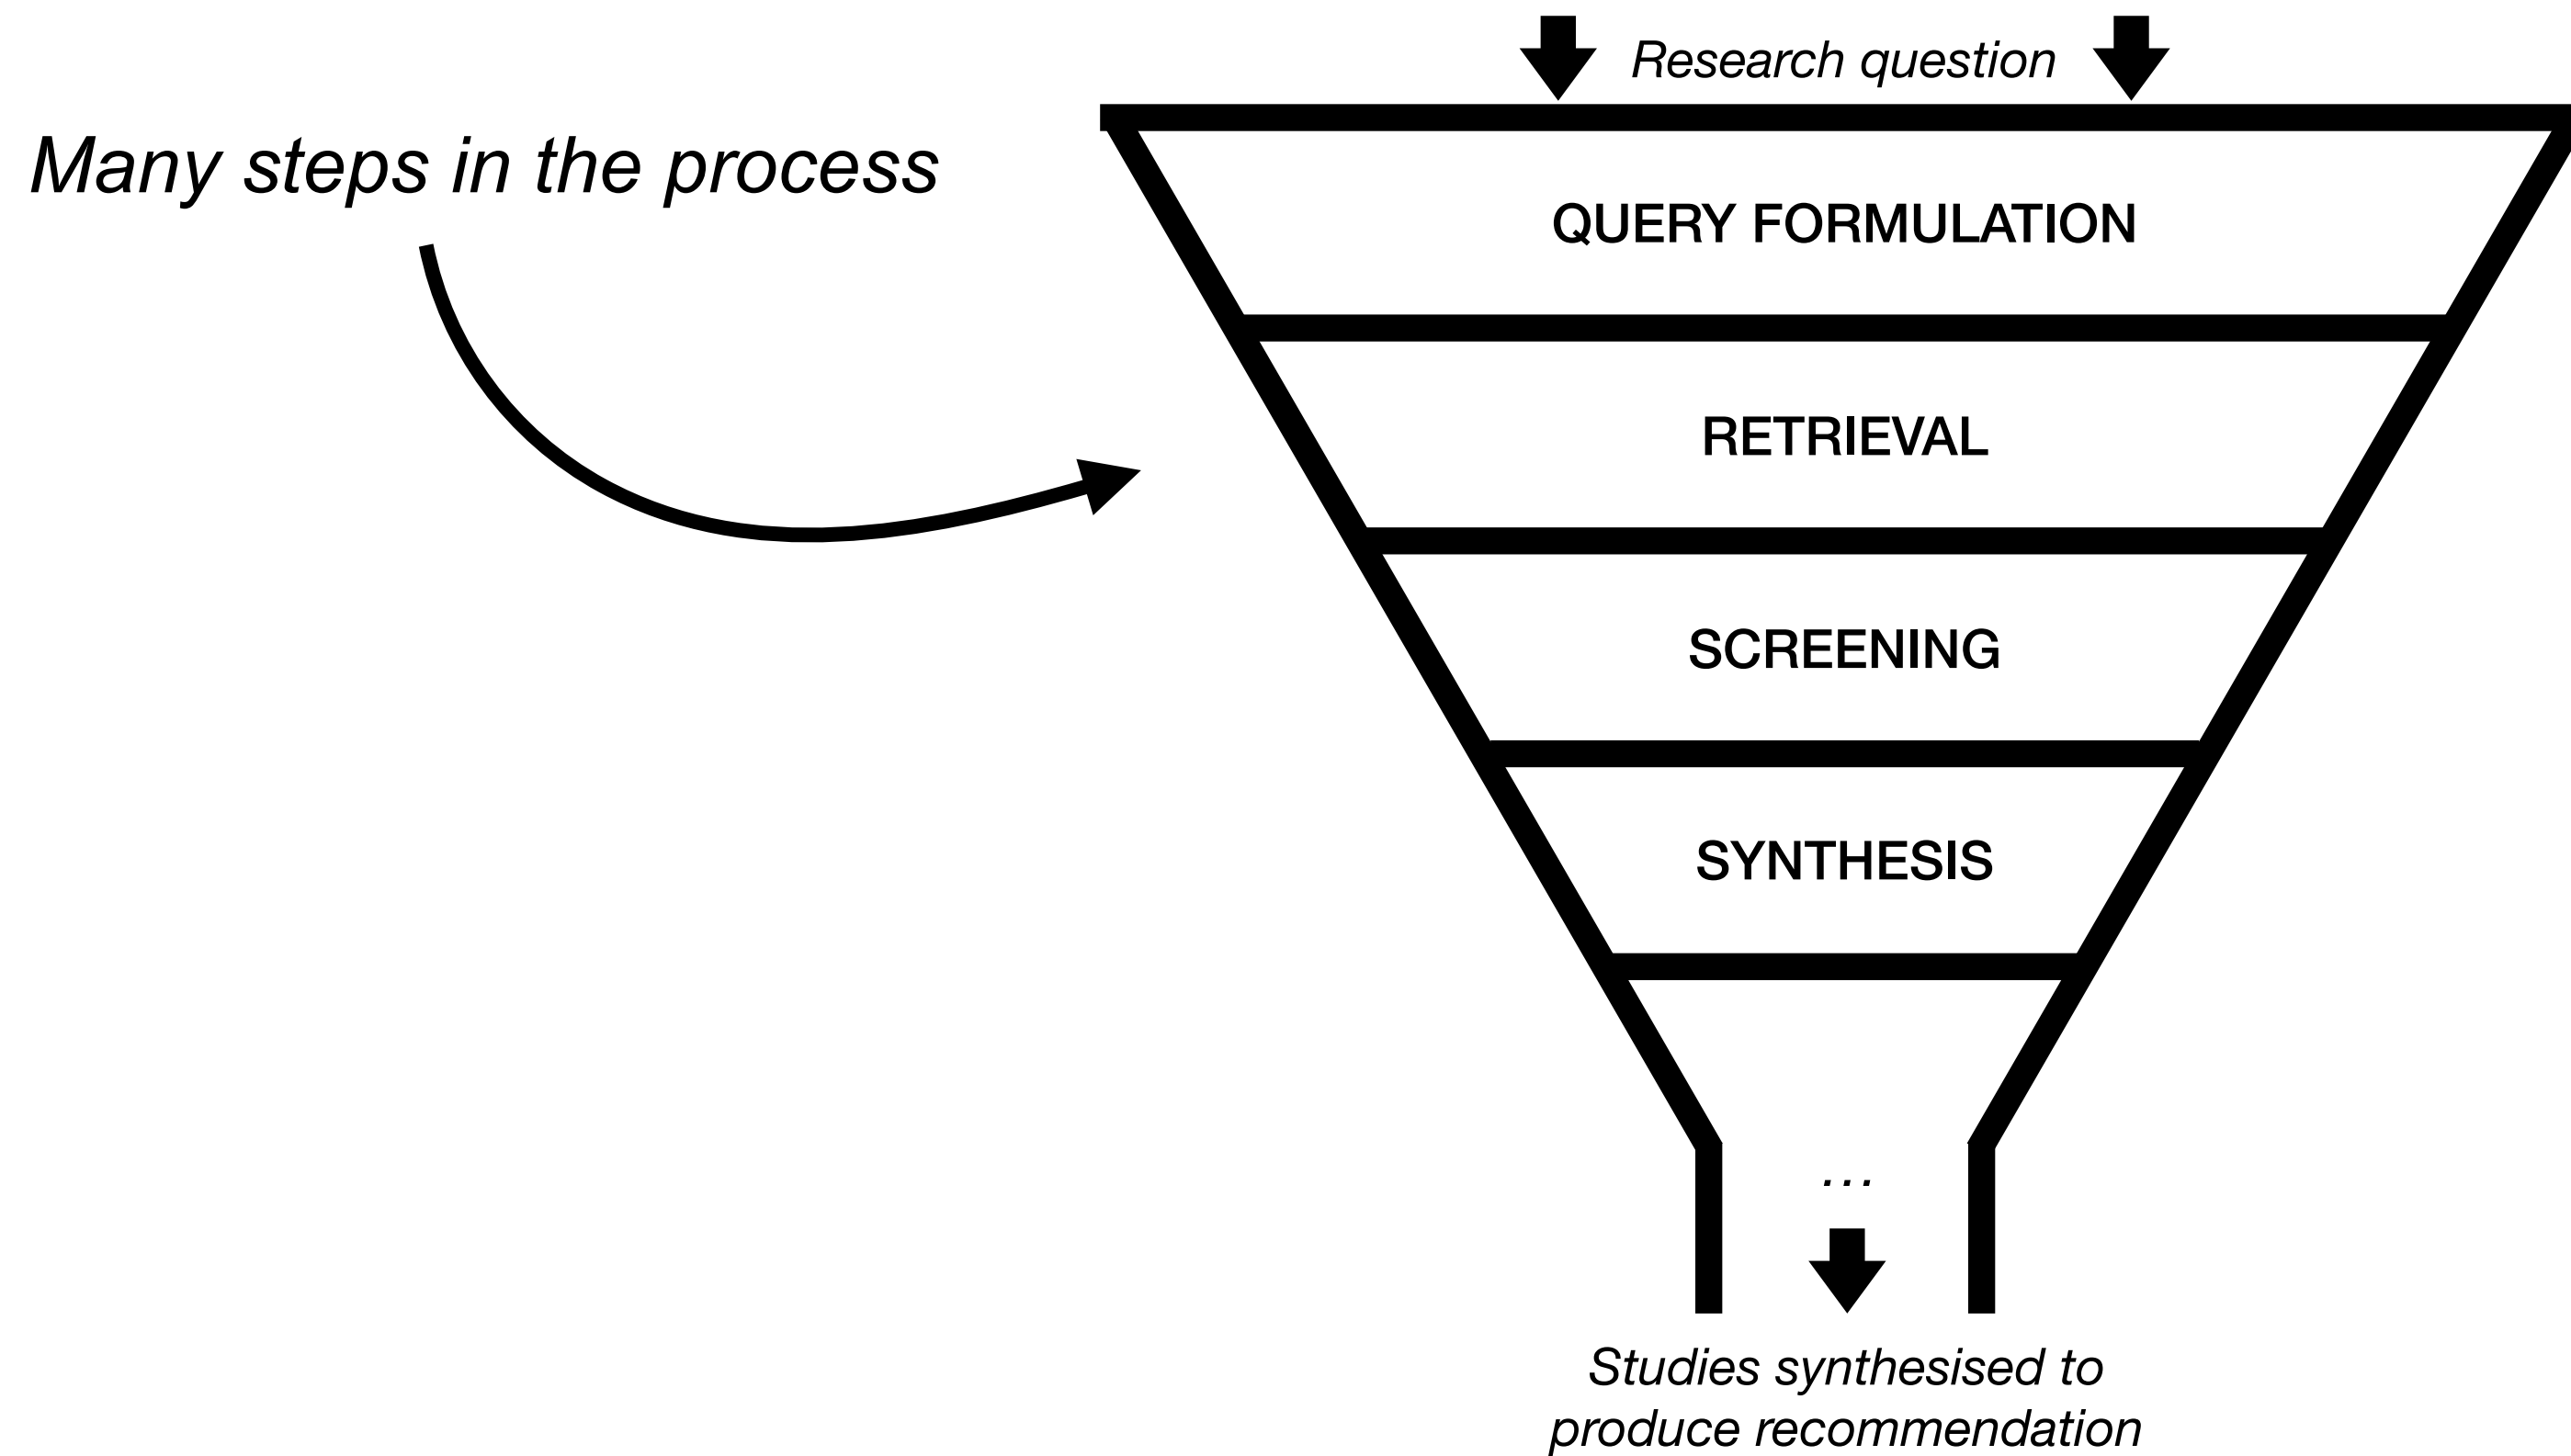 Research question
Many steps in the process
QUERY FORMULATION
RETRIEVAL
SCREENING
SYNTHESIS
...
Studies synthesised to
produce recommendation